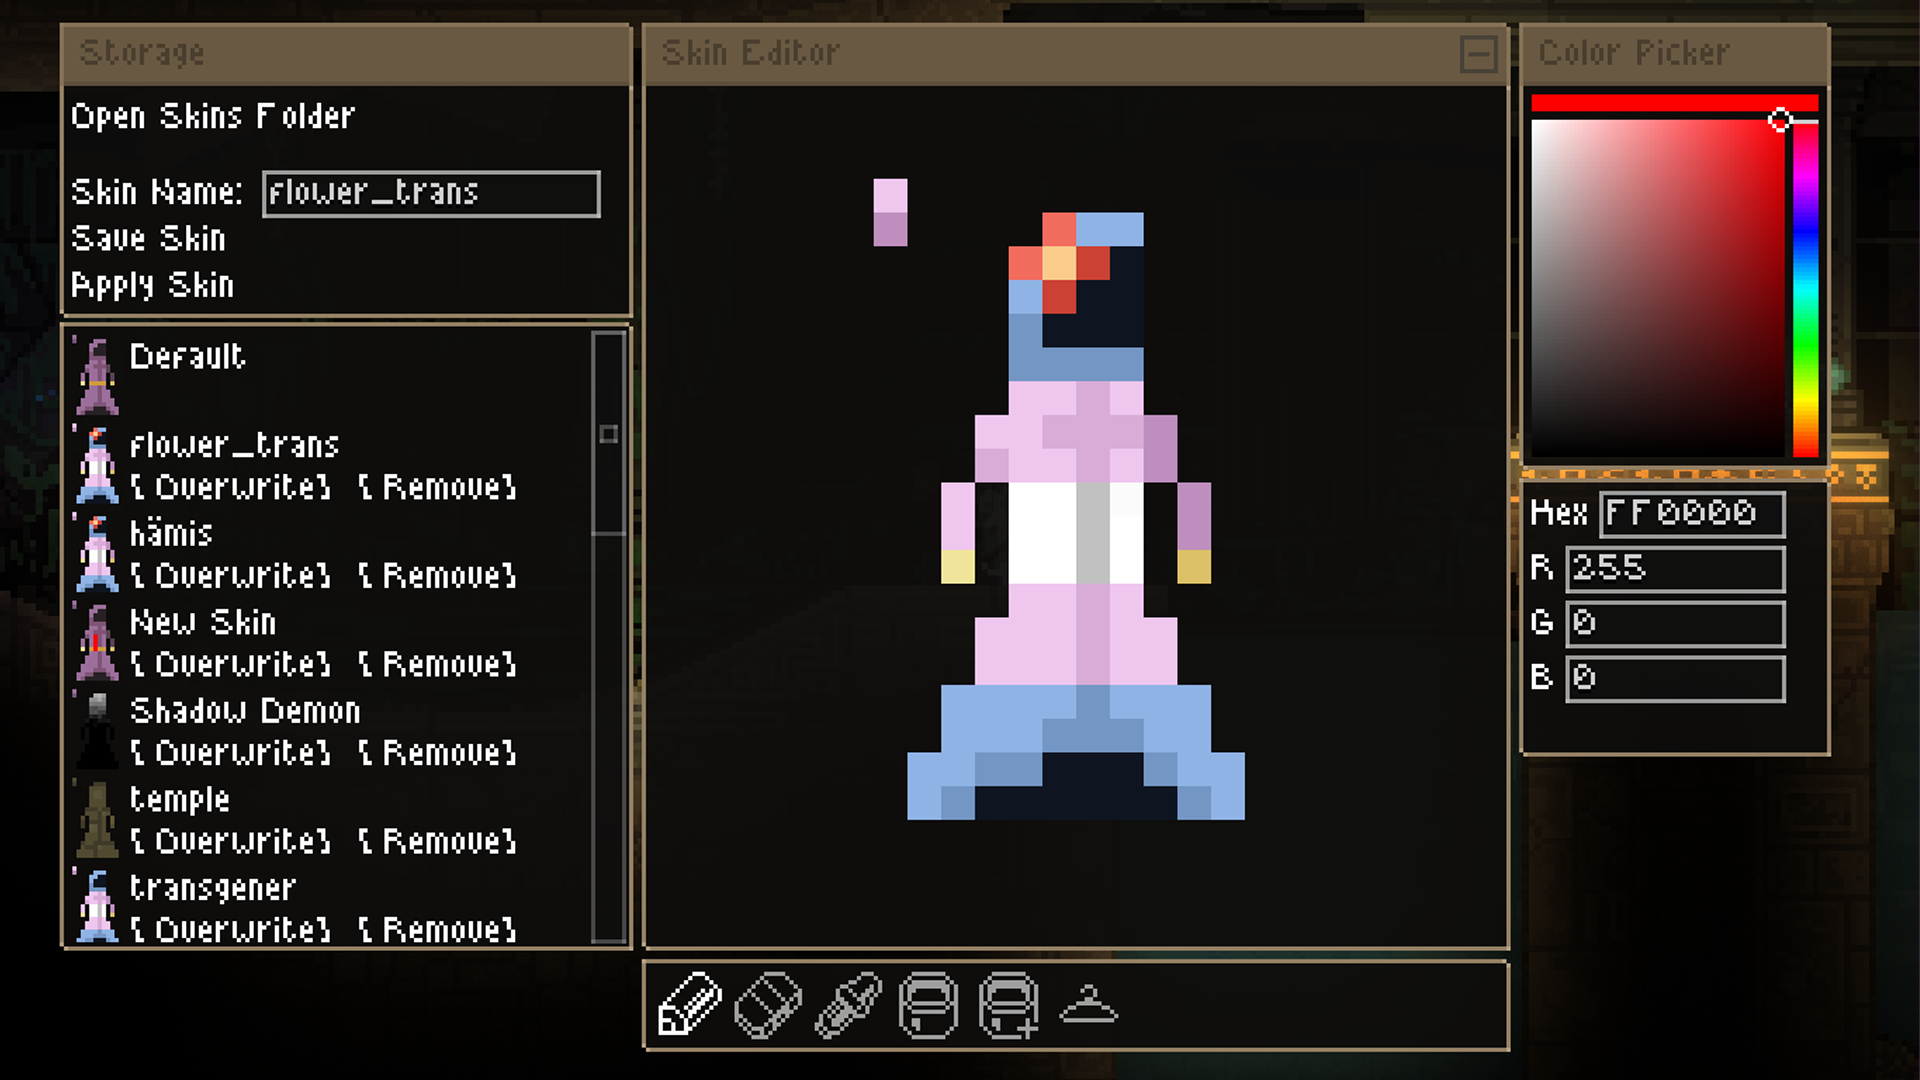 Storage
Open Skins Folder
Skin Name: flower_trans
Save Skin
Apply Skin
Default
flower_trans
[Overwrite] [Remove]
hämis
[Overwrite] [Remove]
New Skin
[Overwrite] [Remove]
Shadow Demon
[Overwrite] [Remove]
temple
[Overwrite] [Remove]
transgener
[Overwrite] [Remove]
Skin Editor
Color Picker
Hex FF0000
R 255
G 0
B 0